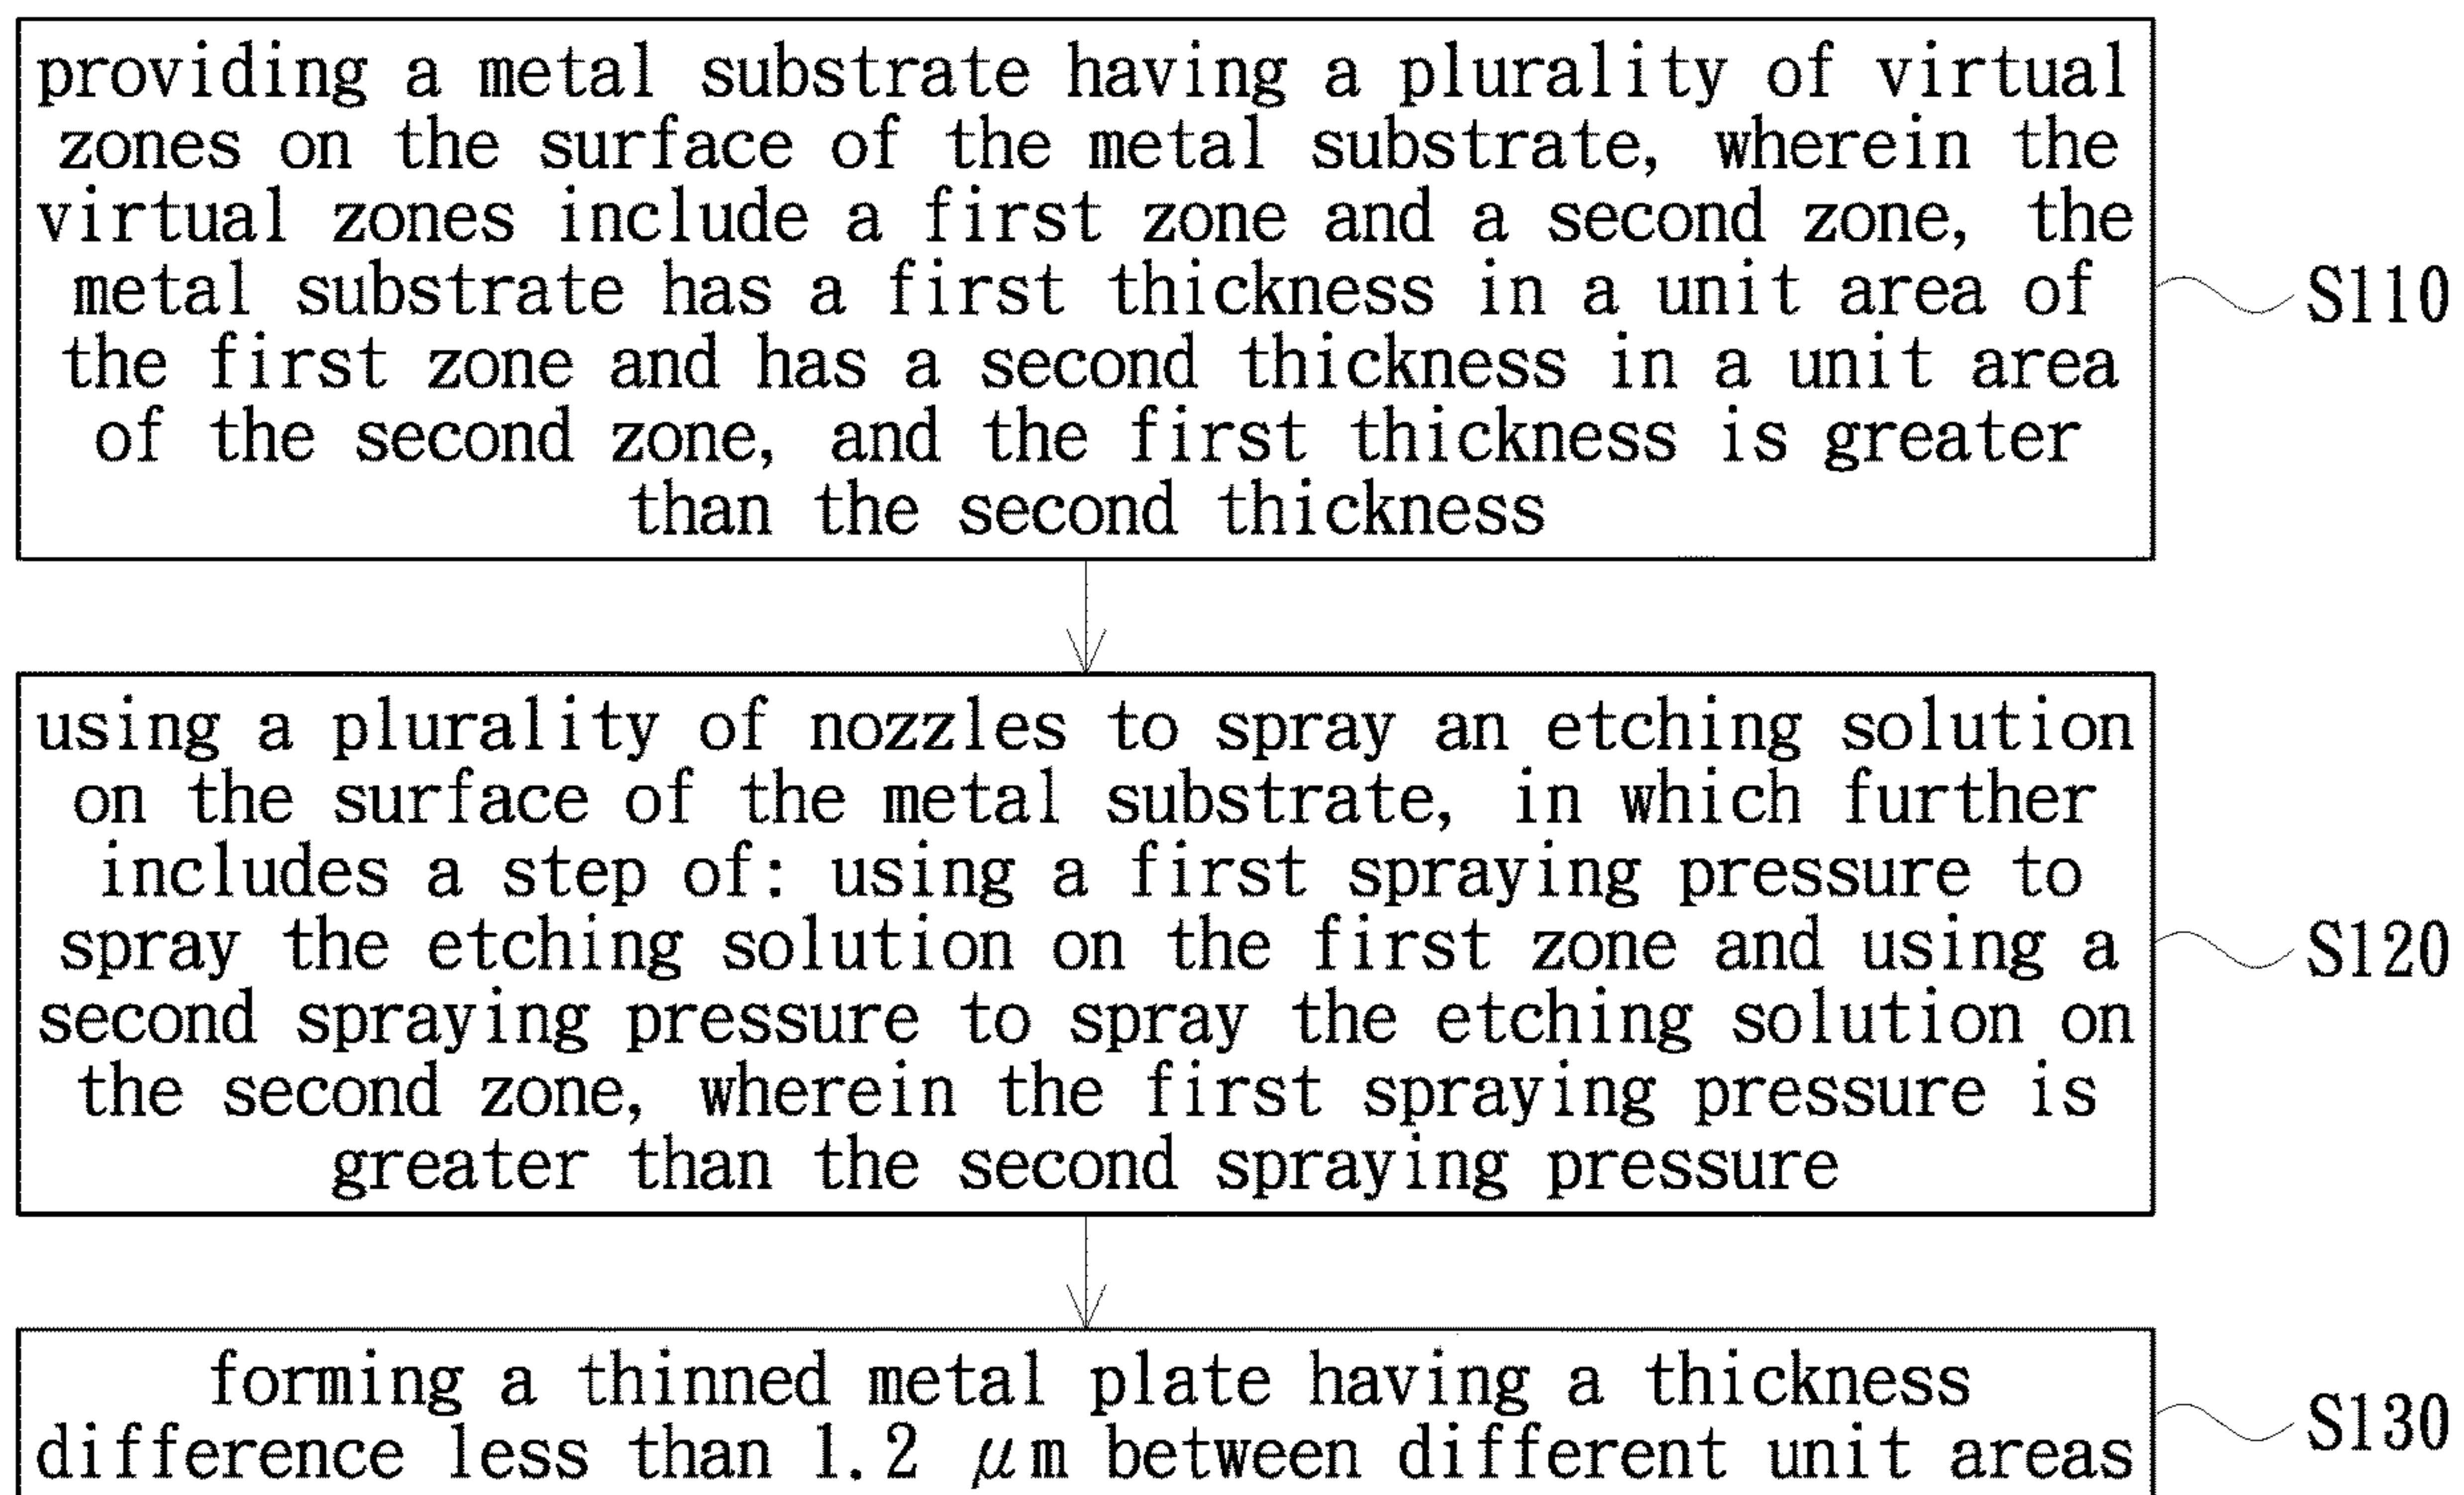 providing a metal substrate having a plurality of virtual
zones on the surface of the metal substrate, wherein the
virtual zones include a first zone and a second zone, the
metal substrate has a first thickness in a unit area of
the first zone and has a second thickness in a unit area
of the second zone, and the first thickness is greater
than the second thickness
S110
using a plurality of nozzles to spray an etching solution
on the surface of the metal substrate, in which further
includes a step of: using a first spraying pressure to
spray the etching solution on the first zone and using a
second spraying pressure to spray the etching solution on
the second zone, wherein the first spraying pressure is
greater than the second spraying pressure
S120
forming a thinned metal plate having a thickness
difference less than 1.2 μm between different unit areas
S130